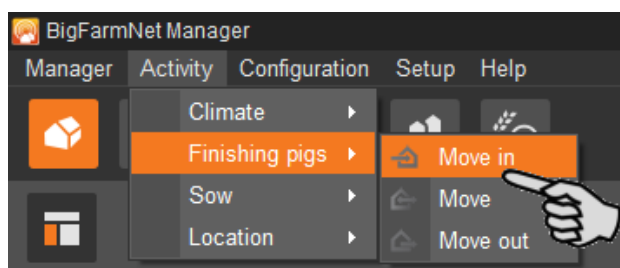 BigFarmNet Manager
Manager Activity Configuration Setup Help
Climate
Finishing pigs
Move in
Sow
Move
Location
Move out